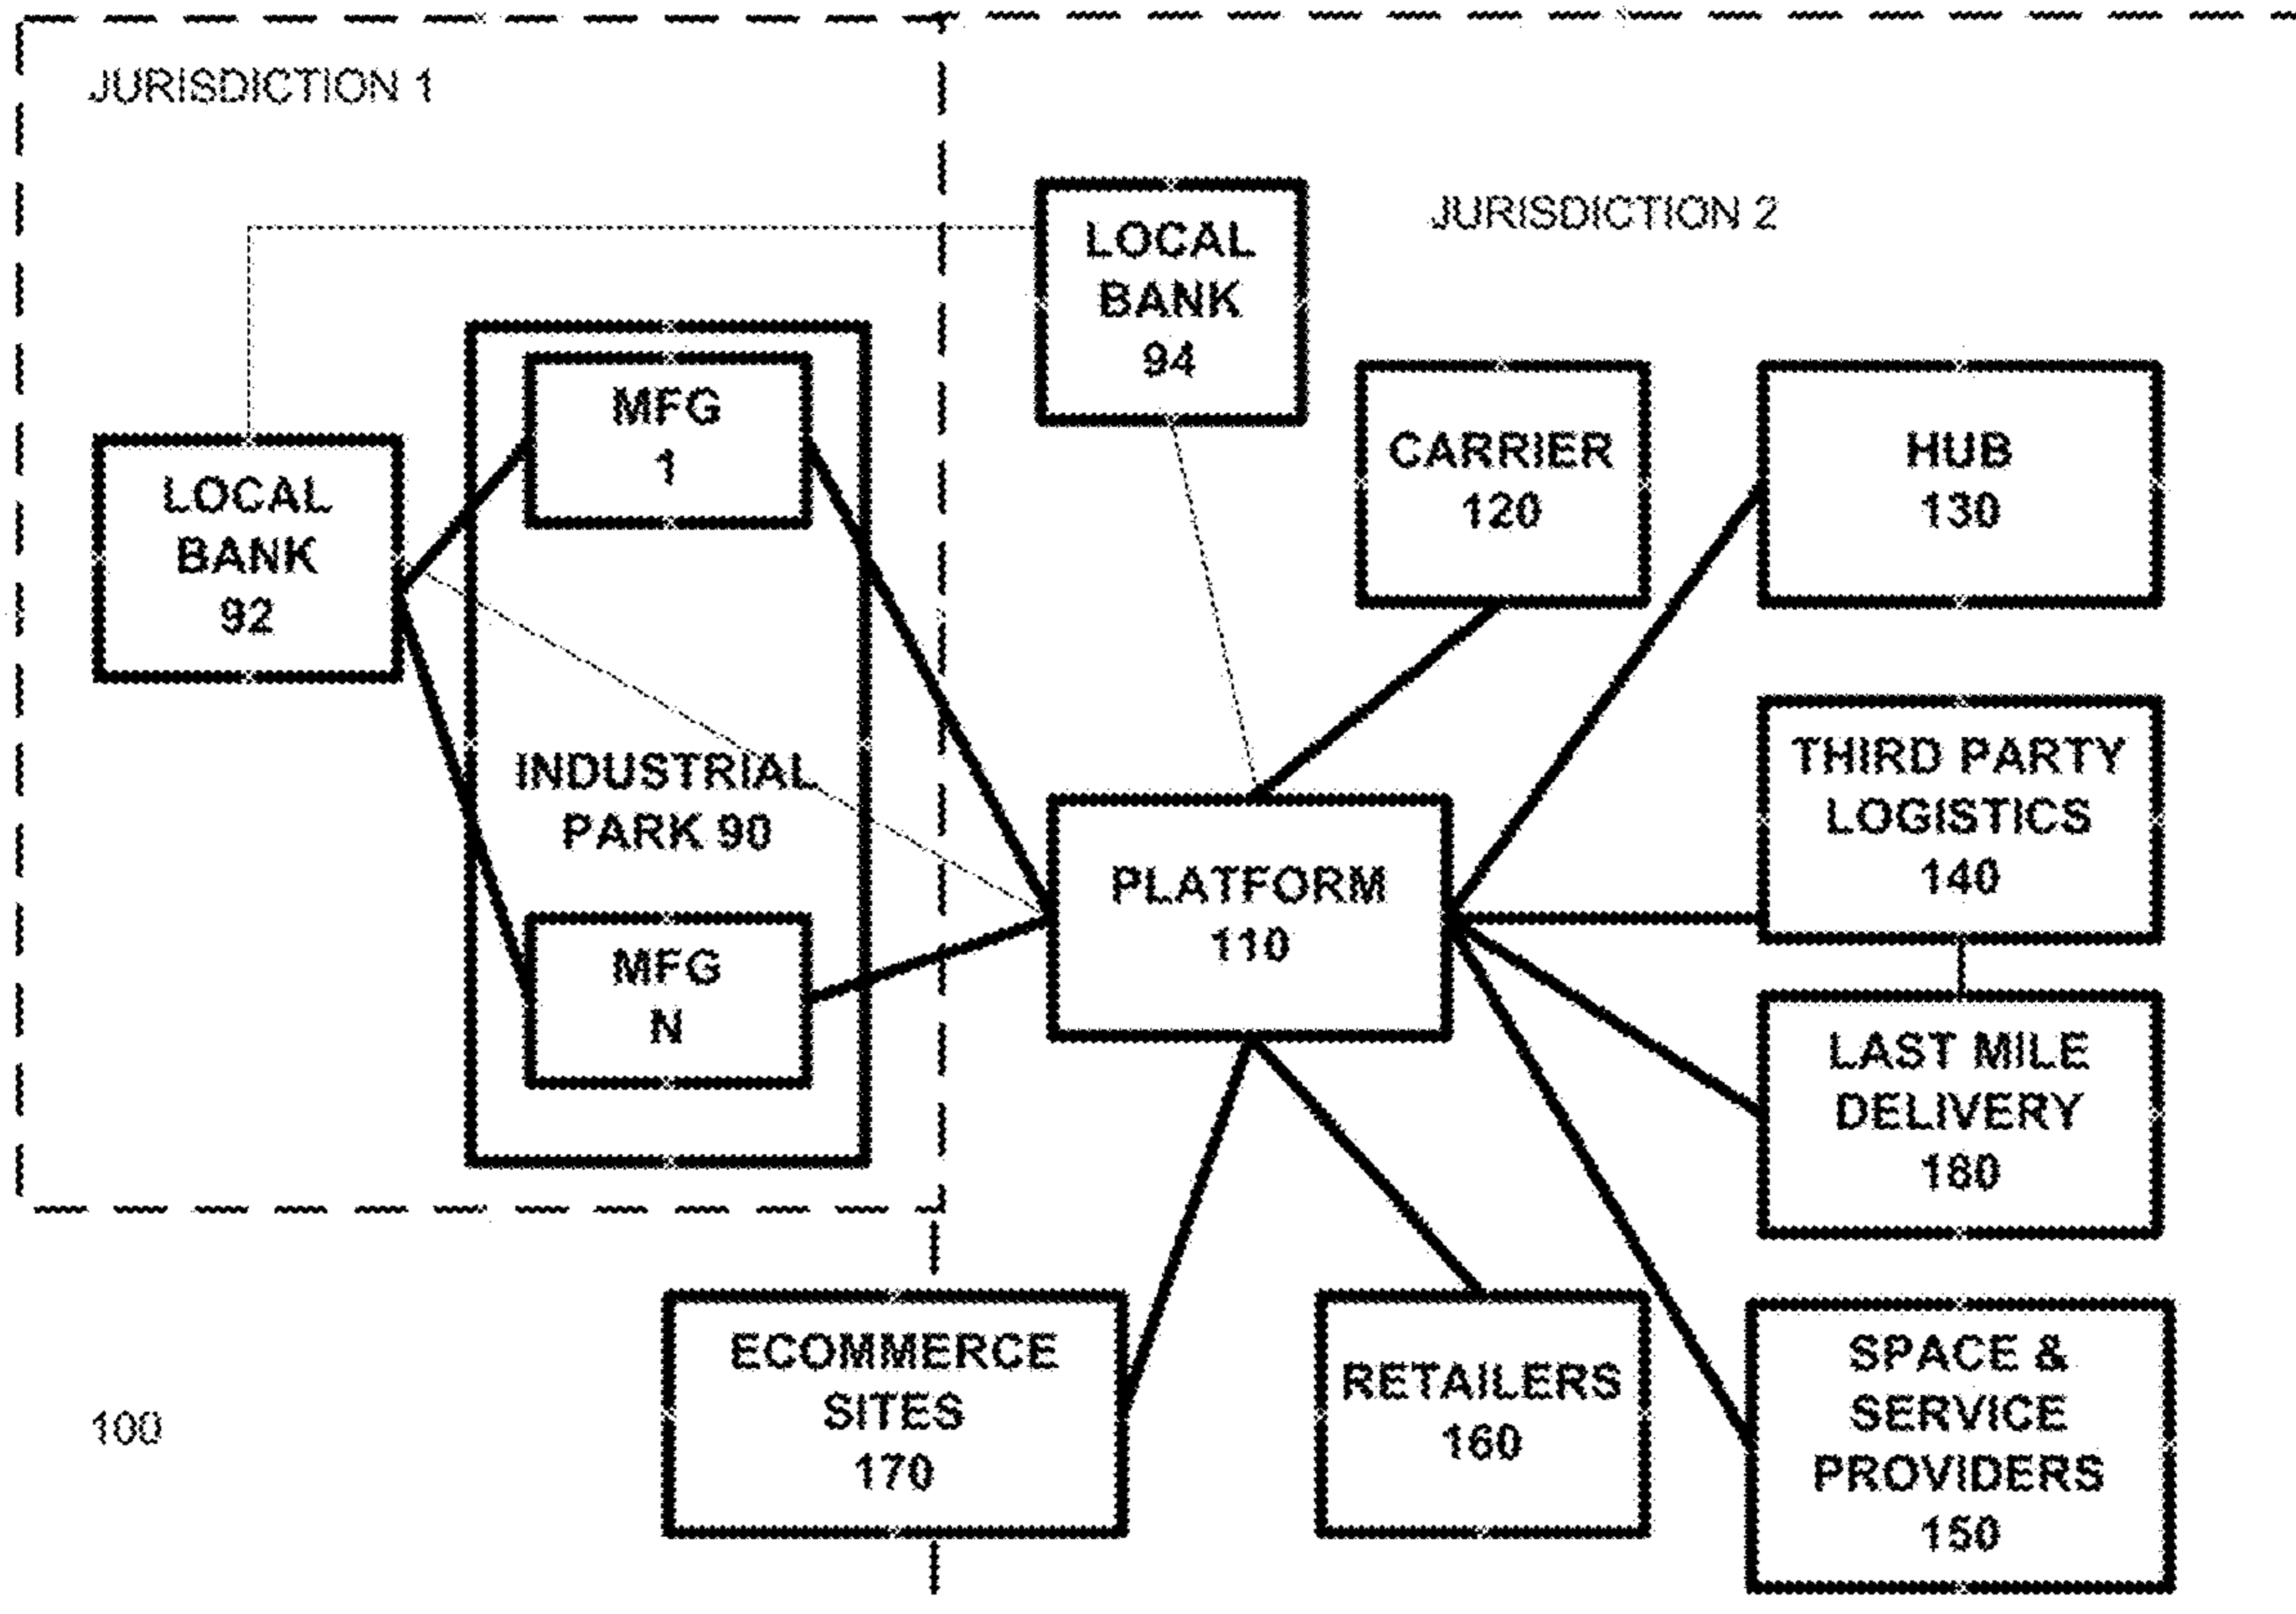 JURISDICTION 1
JURISDICTION 2
LOCAL
BANK
94
MFG
1
CARRIER
120
HUB
130
LOCAL
BANK
92
INDUSTRIAL
PARK 90
THIRD PARTY
LOGISTICS
140
PLATFORM
110
MFG
N
LAST MILE
DELIVERY
180
ECOMMERCE
SITES
170
RETAILERS
160
SPACE &
SERVICE
PROVIDERS
150
100